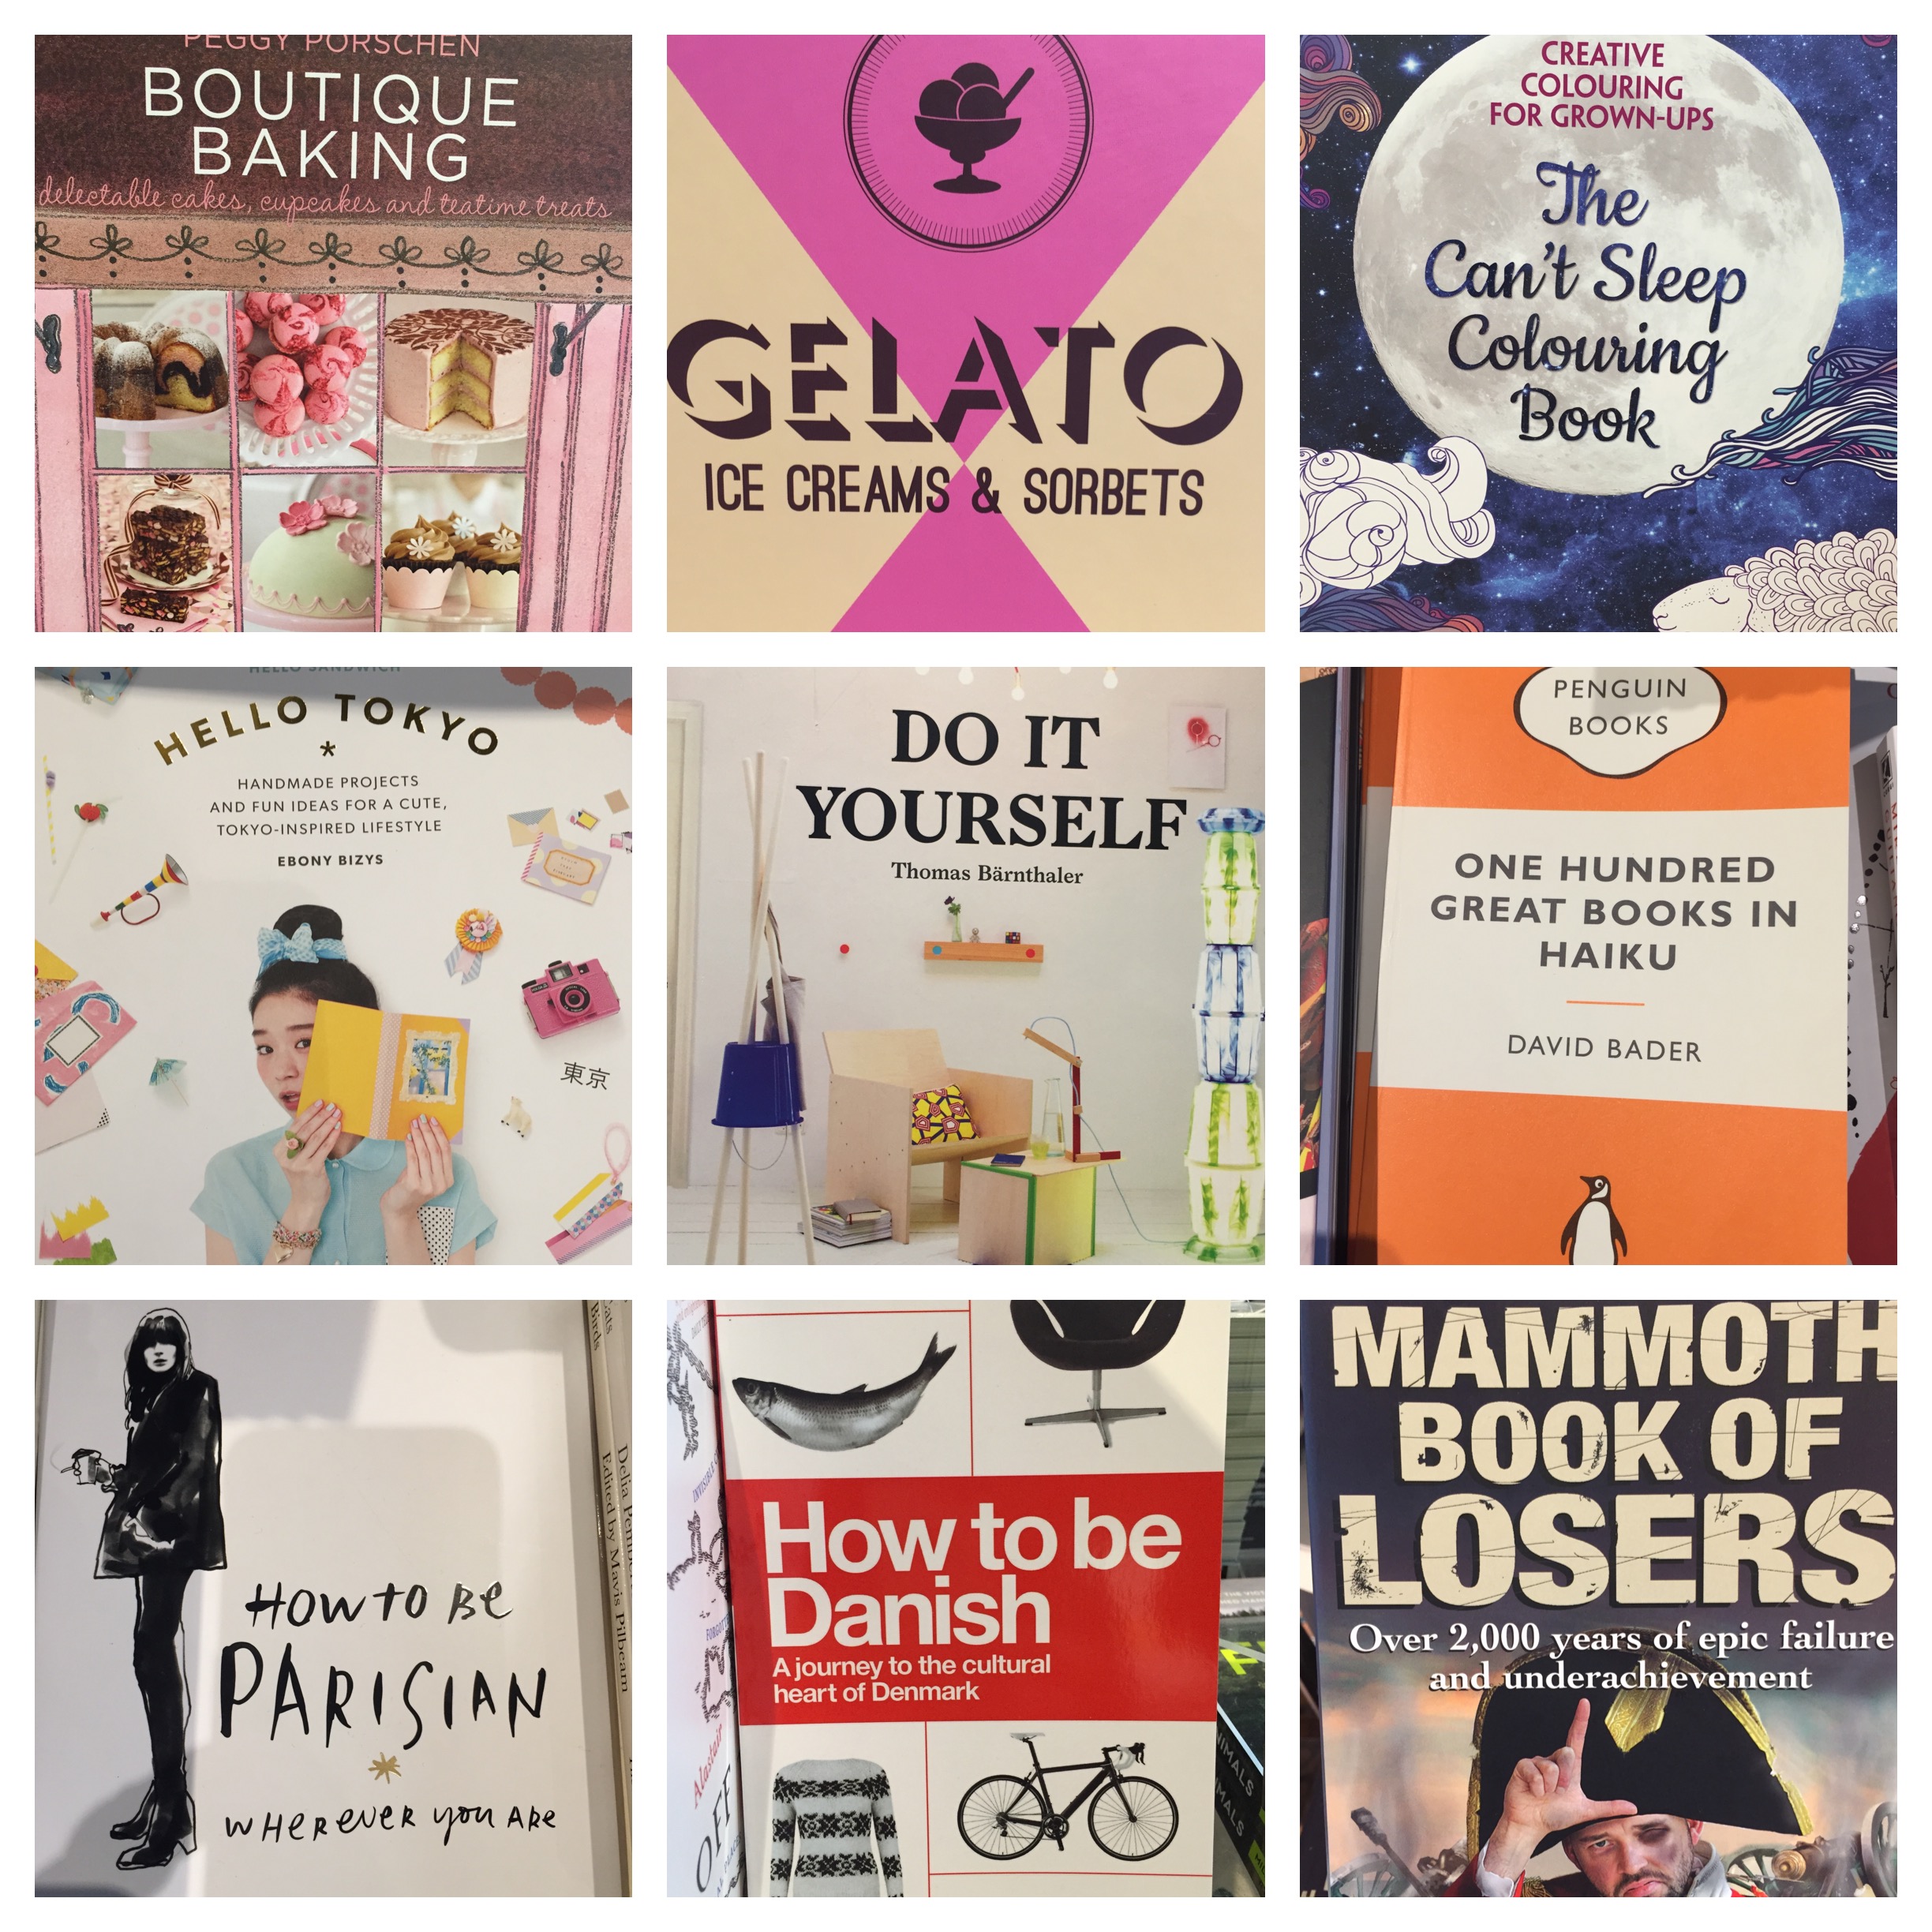 PEGGY PORSCHEN
BOUTIQUE
BAKING
delectable cakes, cupcakes and teatime treats
GELATO
ICE CREAMS & SORBETS
CREATIVE
COLOURING
FOR GROWN-UPS
The
Can't Sleep
Colouring
Book
HELLO SANDWICH
HELLO TOKYO
*
HANDMADE PROJECTS
AND FUN IDEAS FOR A CUTE,
TOKYO-INSPIRED LIFESTYLE
EBONY BIZYS
東京
DO IT
YOURSELF
Thomas Bärnthaler
PENGUIN
BOOKS
ONE HUNDRED
GREAT BOOKS IN
HAIKU
DAVID BADER
HOW TO BE
PARISIAN
WHEREVER YOU ARE
Edited by Mavis Pilbeam
How to be
Danish
A journey to the cultural
heart of Denmark
Alastair
OFF
MAMMOTH
BOOK OF
LOSERS
Over 2,000 years of epic failure
and underachievement